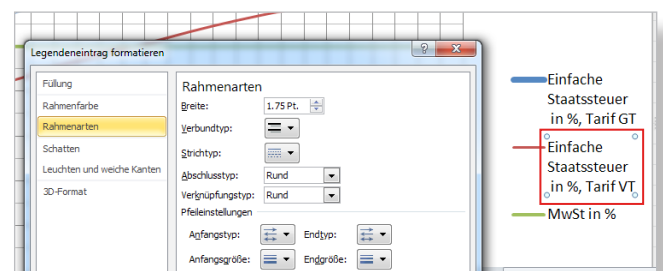 Legendeneintrag formatieren
Füllung
Rahmenfarbe
Rahmenarten
Schatten
Leuchten und weiche Kanten
3D-Format
Rahmenarten
Breite: 1.75 Pt.
Verbundtyp:
Strichtyp:
Abschlusstyp: Rund
Verknüpfungstyp: Rund
Pfeileinstellungen
Anfangstyp: Endtyp:
Anfangsgröße: Endgröße:
Einfache
Staatssteuer
in %, Tarif GT
Einfache
Staatssteuer
in %, Tarif VT
MwSt in %